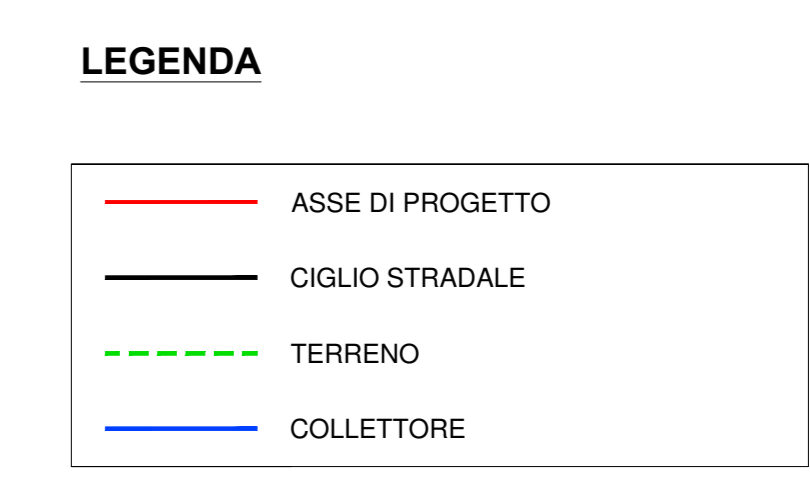 LEGENDA
ASSE DI PROGETTO
CIGLIO STRADALE
TERRENO
COLLETTORE